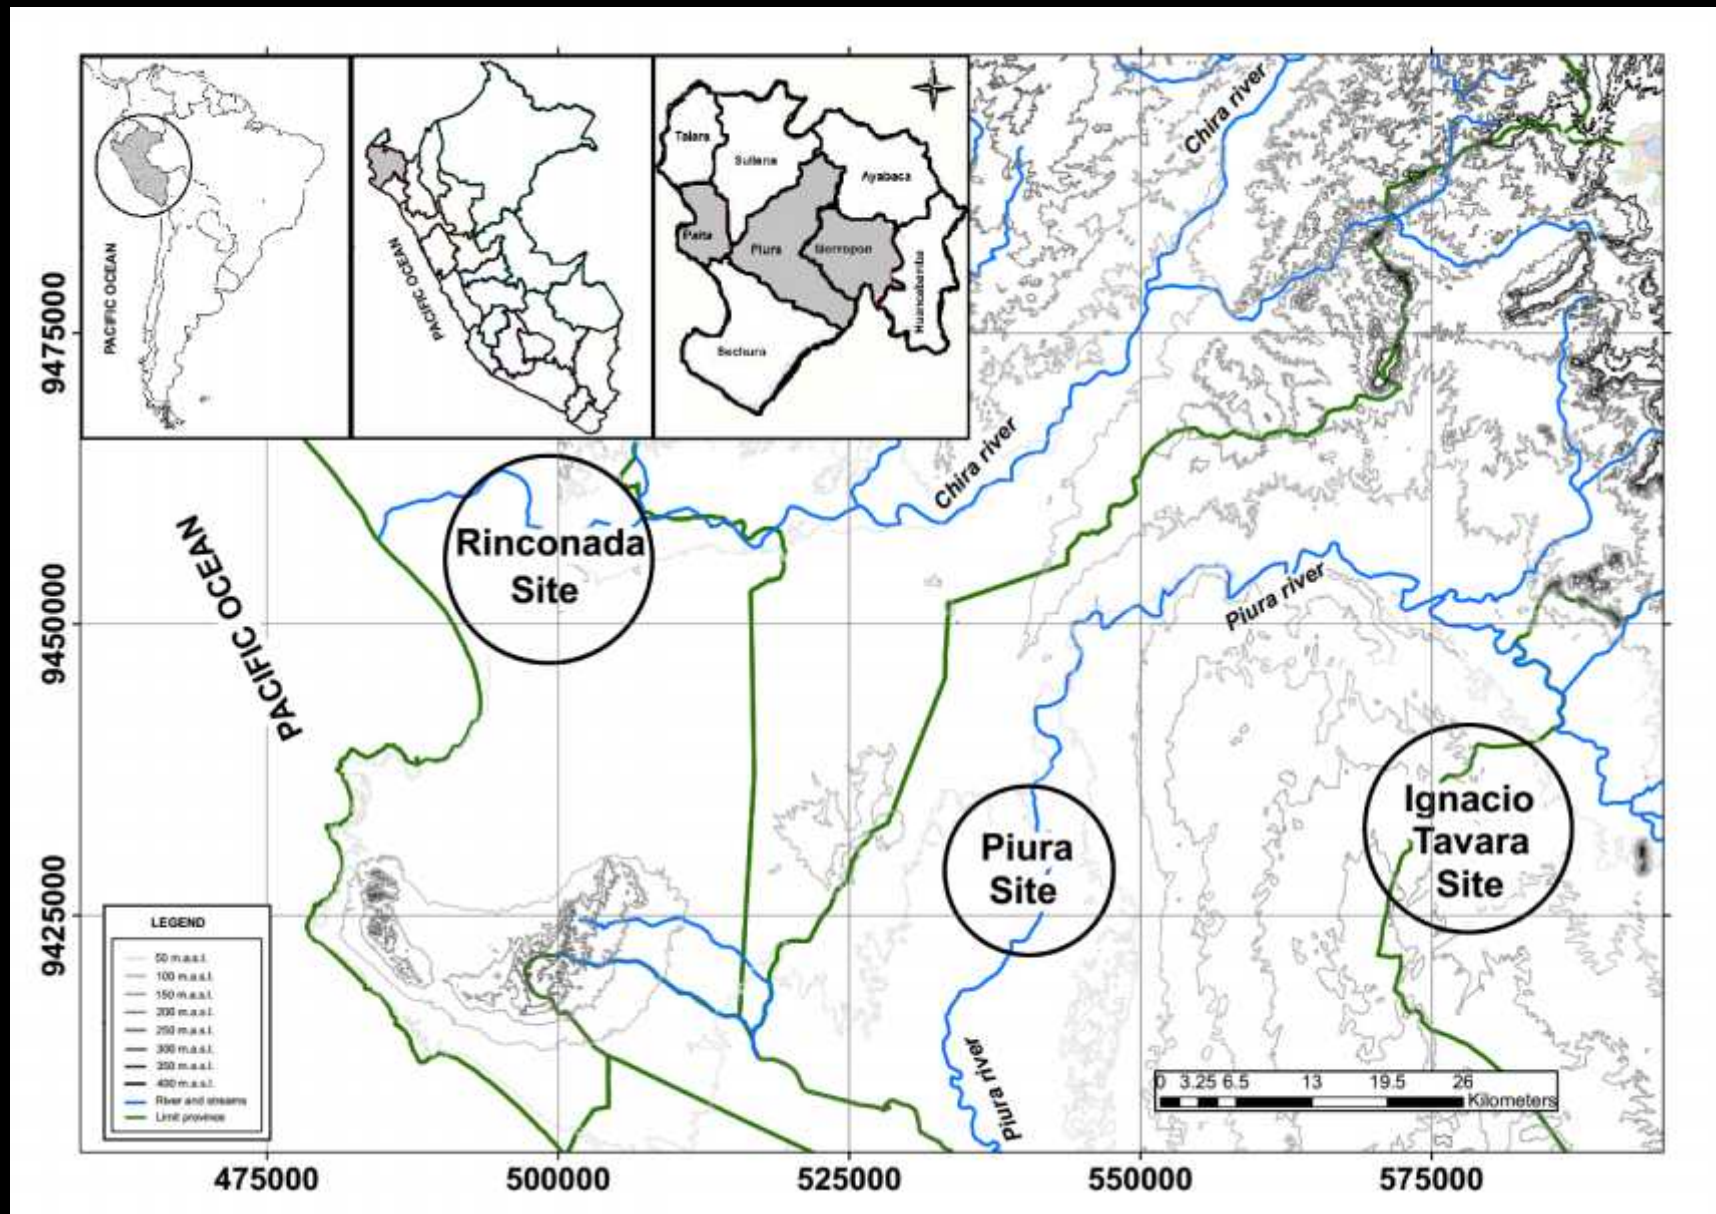 PACIFIC OCEAN
PACIFIC OCEAN
Talara
Sullana
Ayabaca
Paita
Piura
Morropon
Huancabamba
Sechura
Chira river
Chira river
Rinconada
Site
PACIFIC OCEAN
Piura river
Piura
Site
Ignacio
Tavara
Site
Piura river
LEGEND
50 m.a.s.l.
100 m.a.s.l.
150 m.a.s.l.
200 m.a.s.l.
250 m.a.s.l.
300 m.a.s.l.
350 m.a.s.l.
400 m.a.s.l.
River and streams
Limit province
0 3.25 6.5 13 19.5 26
Kilometers
9475000
9450000
9425000
475000 500000 525000 550000 575000